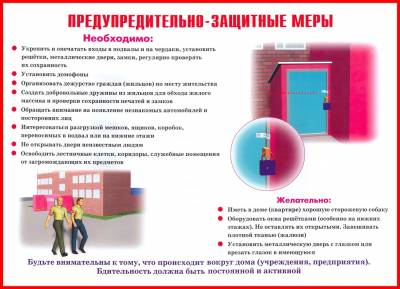 ПРЕДУПРЕДИТЕЛЬНО-ЗАЩИТНЫЕ МЕРЫ
Необходимо:
Укрепить и опечатать входы в подвалы и на чердаки, установить
решётки, металлические двери, замки, регулярно проверять
их сохранность
Установить домофоны
Организовать дежурство граждан (жильцов) по месту жительства
Создать добровольные дружины из жильцов для обхода жилого
массива и проверки сохранности печатей и замков
Обращать внимание на появление незнакомых автомобилей и
посторонних лиц
Интересоваться разгрузкой мешков, ящиков, коробок,
переносимых в подвал или на нижние этажи
Не открывать двери неизвестным людям
Освободить лестничные клетки, коридоры, служебные помещения
от загромождающих их предметов
Желательно:
Иметь в доме (квартире) хорошую сторожевую собаку
Оборудовать окна решётками (особенно на нижних
этажах). Не оставлять их открытыми. Завешивать
плотной тканью (жалюзи)
Установить металлическую дверь с глазком или
врезать глазок в имеющуюся
Будьте внимательны к тому, что происходит вокруг дома (учреждения, предприятия).
Бдительность должна быть постоянной и активной